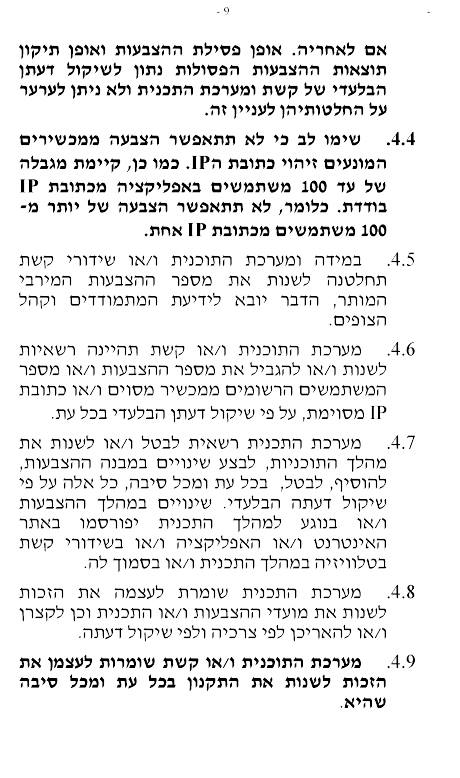 - 9 -
אם לאחריה. אופן פסילת ההצבעות ואופן תיקון
תוצאות ההצבעות הפסולות נתון לשיקול דעתן
הבלעדי של קשת ומערכת התכנית ולא ניתן לערער
על החלטותיהן לעניין זה.
4.4. שימו לב כי לא תתאפשר הצבעה ממכשירים
המונעים זיהוי כתובת הIP. כמו כן, קיימת מגבלה
של עד 100 משתמשים באפליקציה מכתובת IP
בודדת. כלומר, לא תתאפשר הצבעה של יותר מ-
100 משתמשים מכתובת IP אחת.
4.5. במידה ומערכת התוכנית ו/או שידורי קשת
תחלטנה לשנות את מספר ההצבעות המירבי
המותר, הדבר יובא לידיעת המתמודדים וקהל
הצופים.
4.6. מערכת התוכנית ו/או קשת תהיינה רשאיות
לשנות ו/או להגביל את מספר ההצבעות ו/או מספר
המשתמשים הרשומים ממכשיר מסוים ו/או כתובת
IP מסוימת, על פי שיקול דעתן הבלעדי בכל עת.
4.7. מערכת התכנית רשאית לבטל ו/או לשנות את
מהלך התוכניות, לבצע שינויים במבנה ההצבעות,
להוסיף, לבטל, בכל עת ומכל סיבה, כל אלה על פי
שיקול דעתה הבלעדי. שינויים במהלך ההצבעות
ו/או בנוגע למהלך התכנית יפורסמו באתר
האינטרנט ו/או האפליקציה ו/או בשידורי קשת
בטלוויזיה במהלך התכנית ו/או בסמוך לה.
4.8. מערכת התכנית שומרת לעצמה את הזכות
לשנות את מועדי ההצבעות ו/או התכנית וכן לקצרן
ו/או להאריכן לפי צרכיה ולפי שיקול דעתה.
4.9. מערכת התוכנית ו/או קשת שומרות לעצמן את
הזכות לשנות את התקנון בכל עת ומכל סיבה
שהיא.